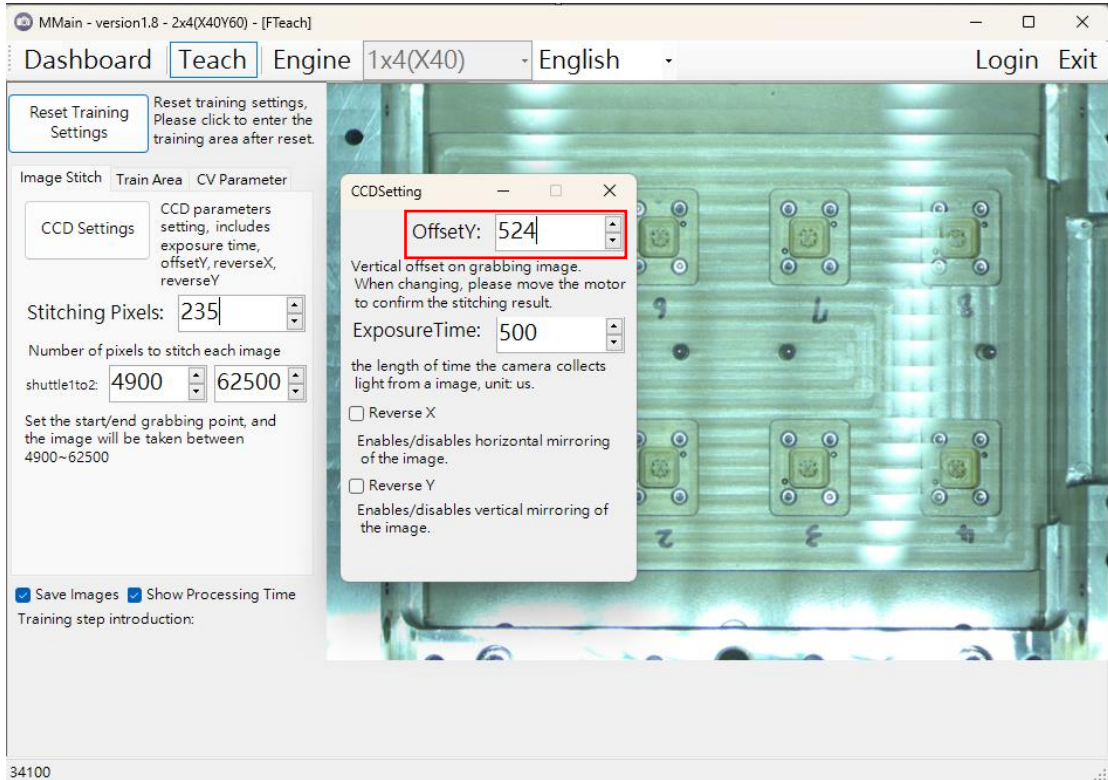 MMain - version1.8 - 2x4(X40Y60) - [FTeach]
Dashboard Teach Engine 1x4(X40) English Login Exit
Reset Training
Settings
Reset training settings,
Please click to enter the
training area after reset.
Image Stitch Train Area CV Parameter
CCD Settings
CCD parameters
setting, includes
exposure time,
offsetY, reverseX,
reverseY
Stitching Pixels: 235
Number of pixels to stitch each image
shuttle1to2: 4900 62500
Set the start/end grabbing point, and
the image will be taken between
4900~62500
Save Images Show Processing Time
Training step introduction:
CCDSetting
OffsetY: 524
Vertical offset on grabbing image.
When changing, please move the motor
to confirm the stitching result.
ExposureTime: 500
the length of time the camera collects
light from a image, unit: us.
Reverse X
Enables/disables horizontal mirroring
of the image.
Reverse Y
Enables/disables vertical mirroring of
the image.
34100